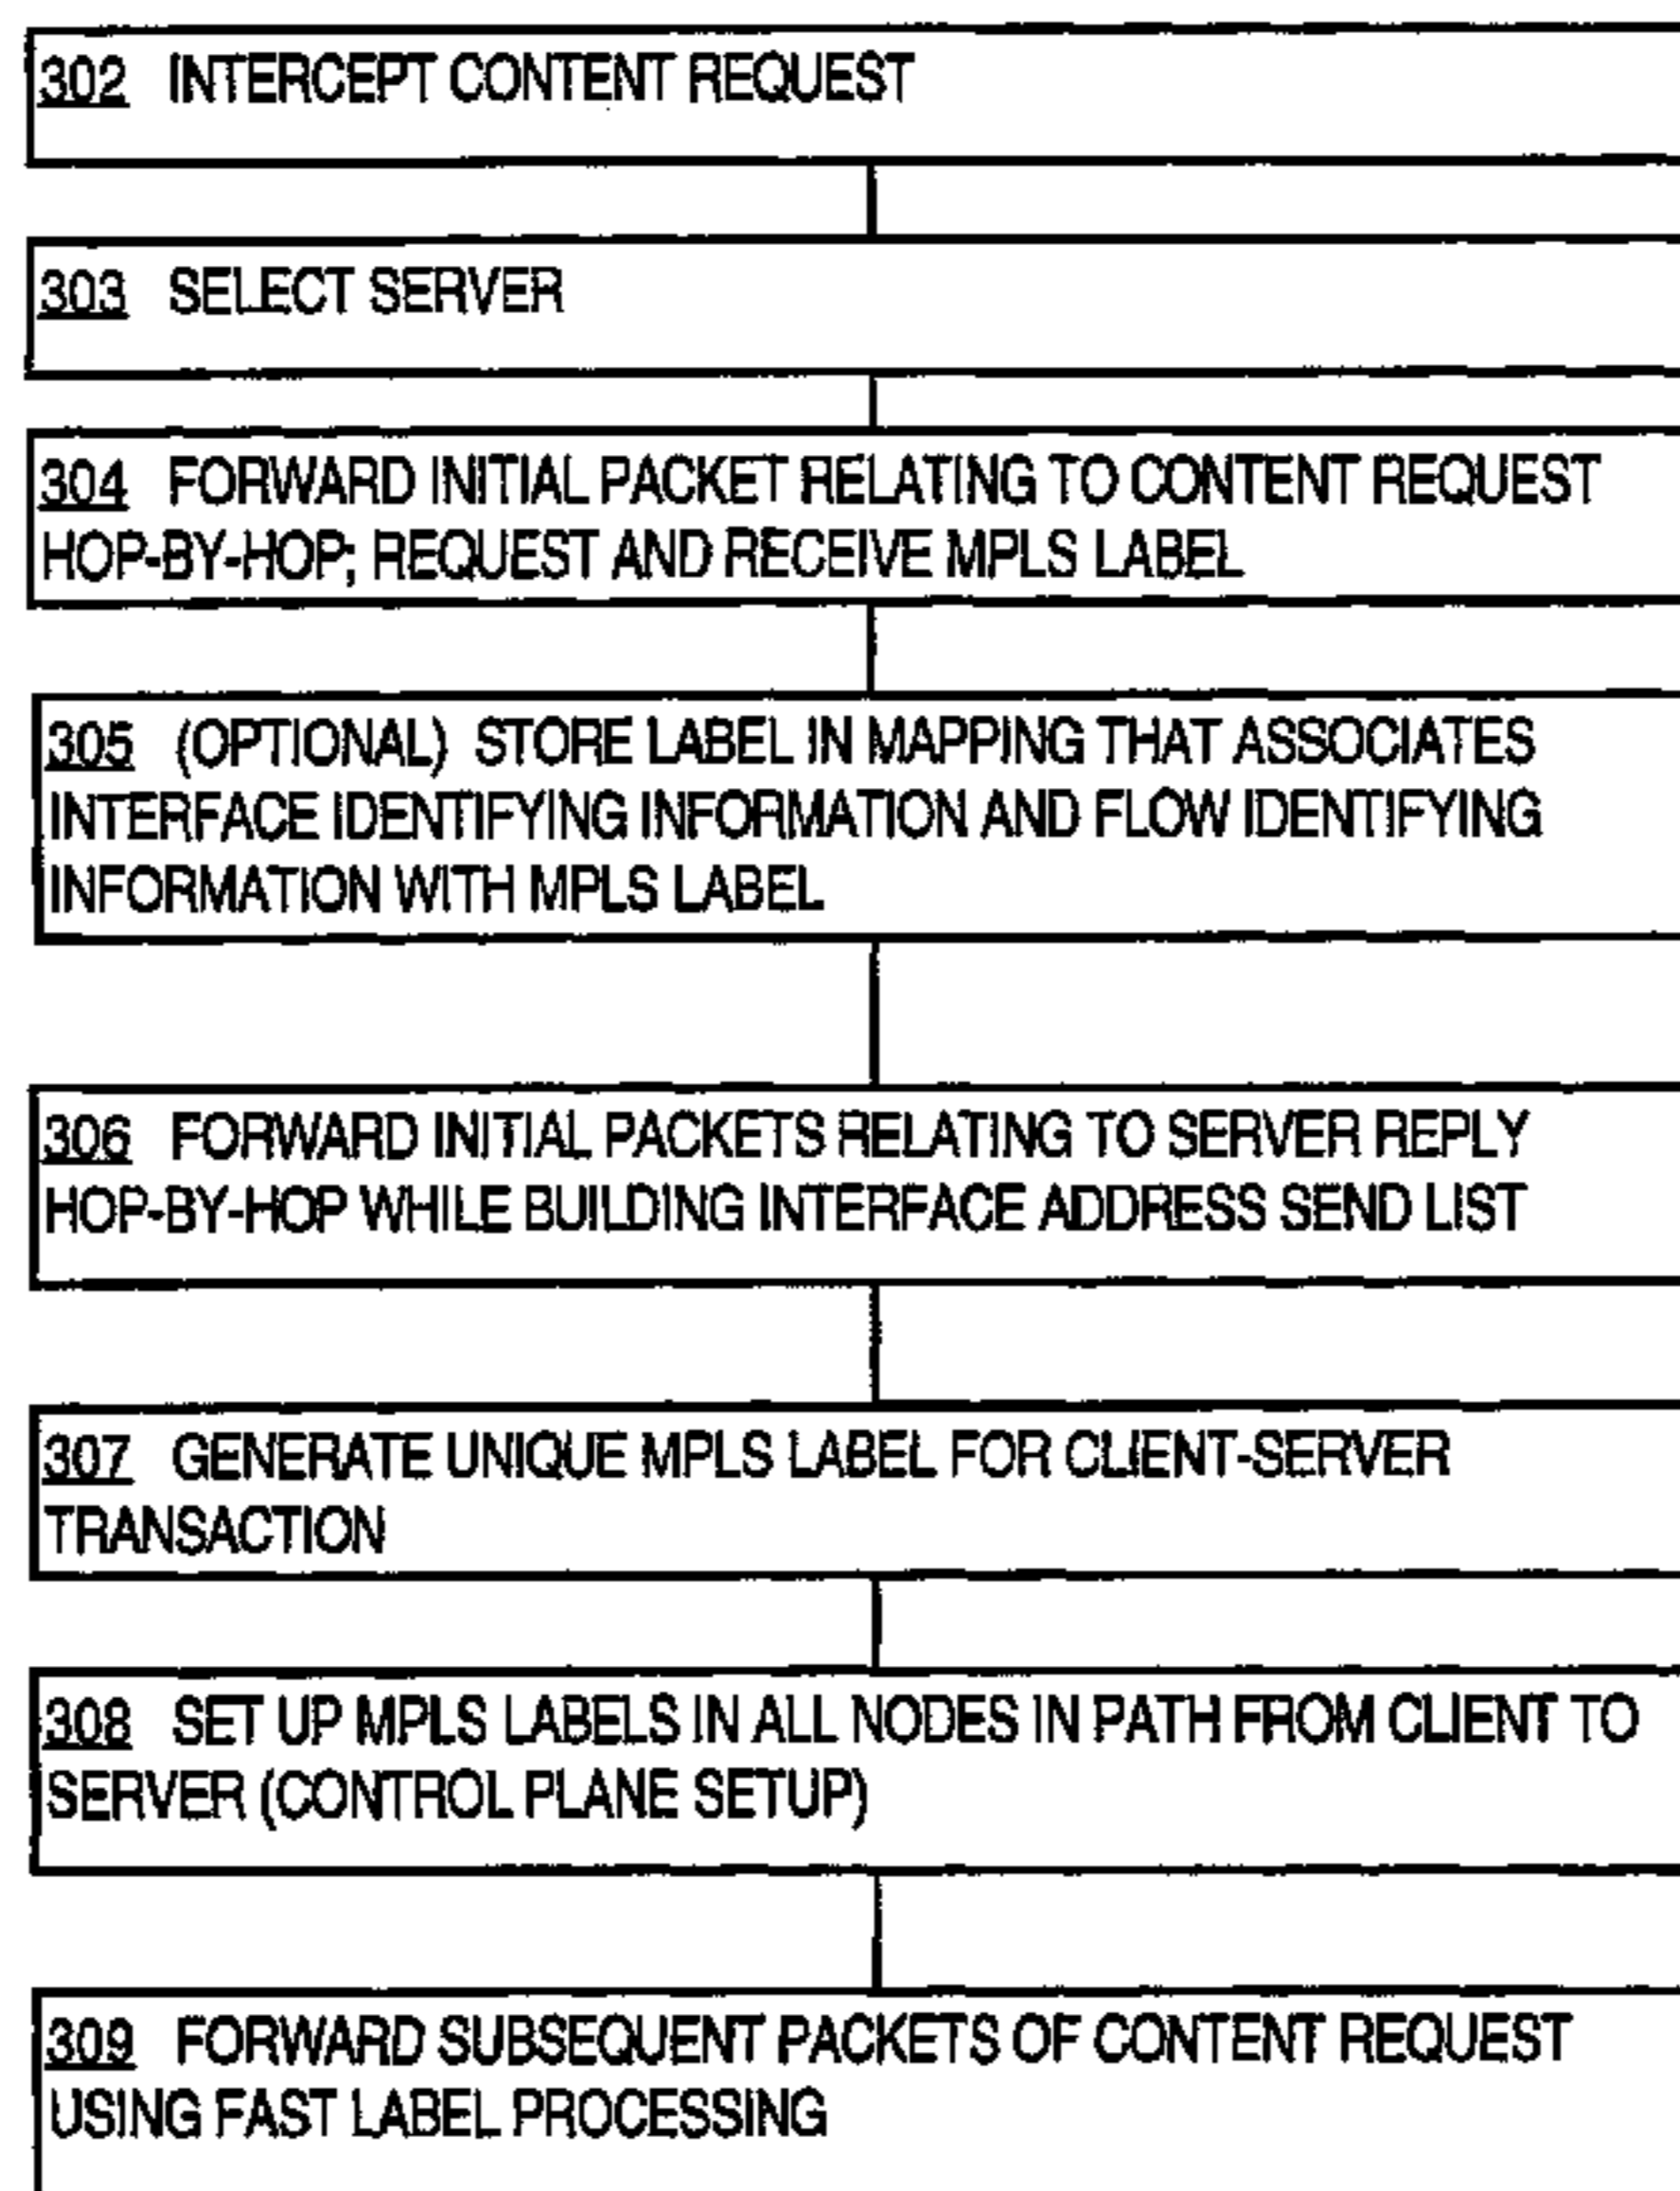 302 INTERCEPT CONTENT REQUEST
303 SELECT SERVER
304 FORWARD INITIAL PACKET RELATING TO CONTENT REQUEST
HOP-BY-HOP; REQUEST AND RECEIVE MPLS LABEL
305 (OPTIONAL) STORE LABEL IN MAPPING THAT ASSOCIATES
INTERFACE IDENTIFYING INFORMATION AND FLOW IDENTIFYING
INFORMATION WITH MPLS LABEL
306 FORWARD INITIAL PACKETS RELATING TO SERVER REPLY
HOP-BY-HOP WHILE BUILDING INTERFACE ADDRESS SEND LIST
307 GENERATE UNIQUE MPLS LABEL FOR CLIENT-SERVER
TRANSACTION
308 SET UP MPLS LABELS IN ALL NODES IN PATH FROM CLIENT TO
SERVER (CONTROL PLANE SETUP)
309 FORWARD SUBSEQUENT PACKETS OF CONTENT REQUEST
USING FAST LABEL PROCESSING